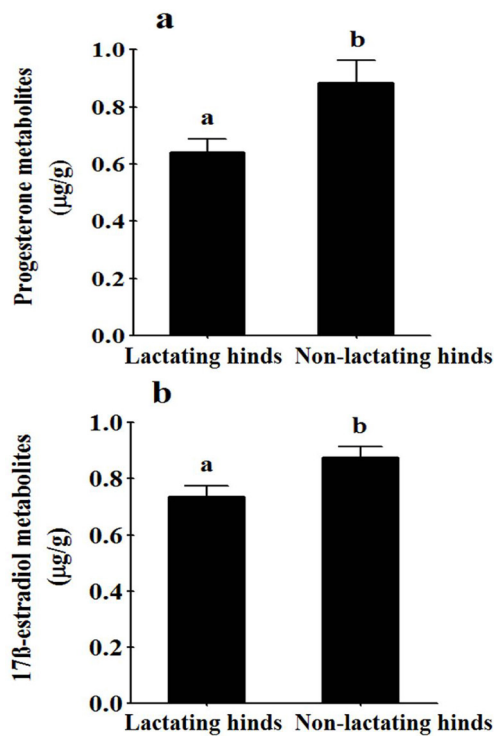 a
Progesterone metabolites
(µg/g)
1.0
0.8
0.6
0.4
0.2
0.0
a
b
Lactating hinds
Non-lactating hinds
b
17ß-estradiol metabolites
(µg/g)
1.0
0.8
0.6
0.4
0.2
0.0
a
b
Lactating hinds
Non-lactating hinds